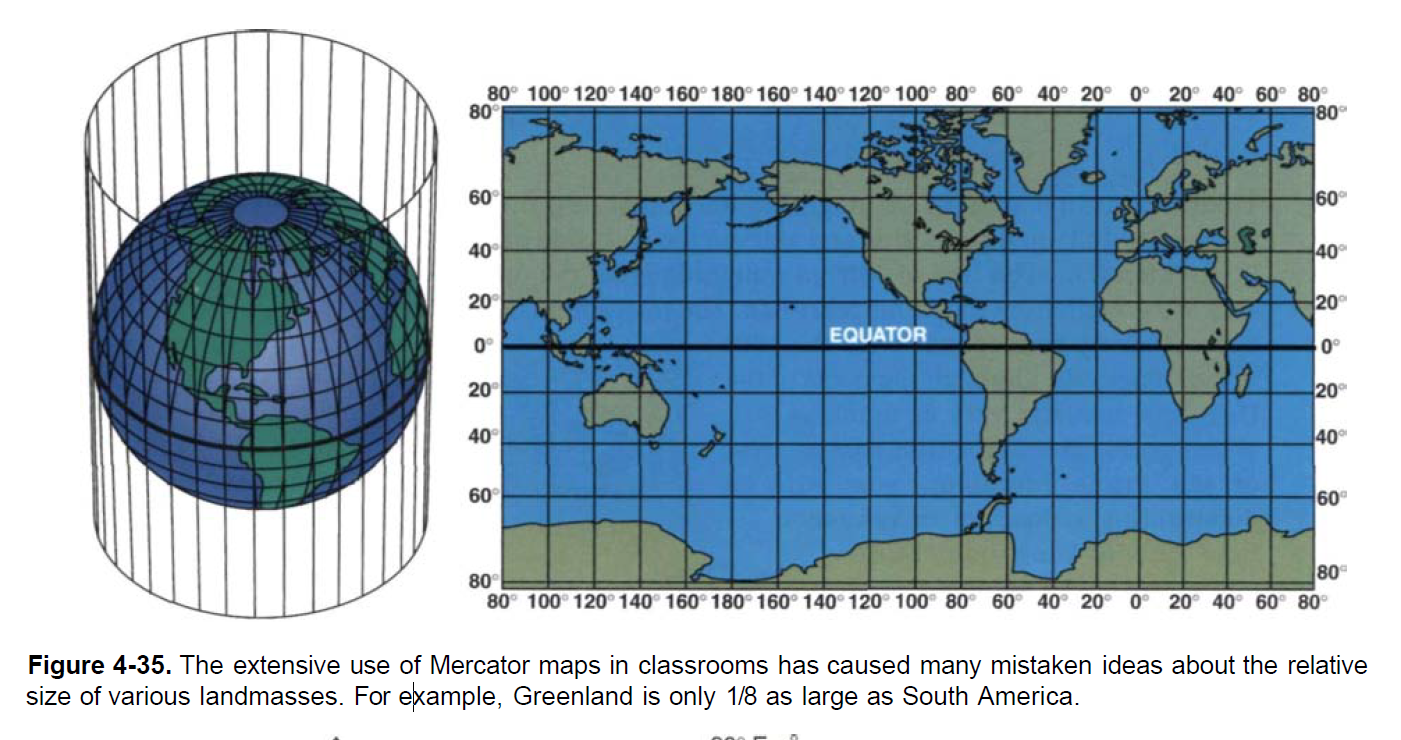 80° 100° 120° 140° 160° 180° 160° 140° 120° 100° 80° 60° 40° 20° 0° 20° 40° 60° 80°
80° 80°
60° 60°
40° 40°
20° 20°
EQUATOR
0° 0°
20° 20°
40° 40°
60° 60°
80° 80°
80° 100° 120° 140° 160° 180° 160° 140° 120° 100° 80° 60° 40° 20° 0° 20° 40° 60° 80°
Figure 4-35. The extensive use of Mercator maps in classrooms has caused many mistaken ideas about the relative
size of various landmasses. For example, Greenland is only 1/8 as large as South America.